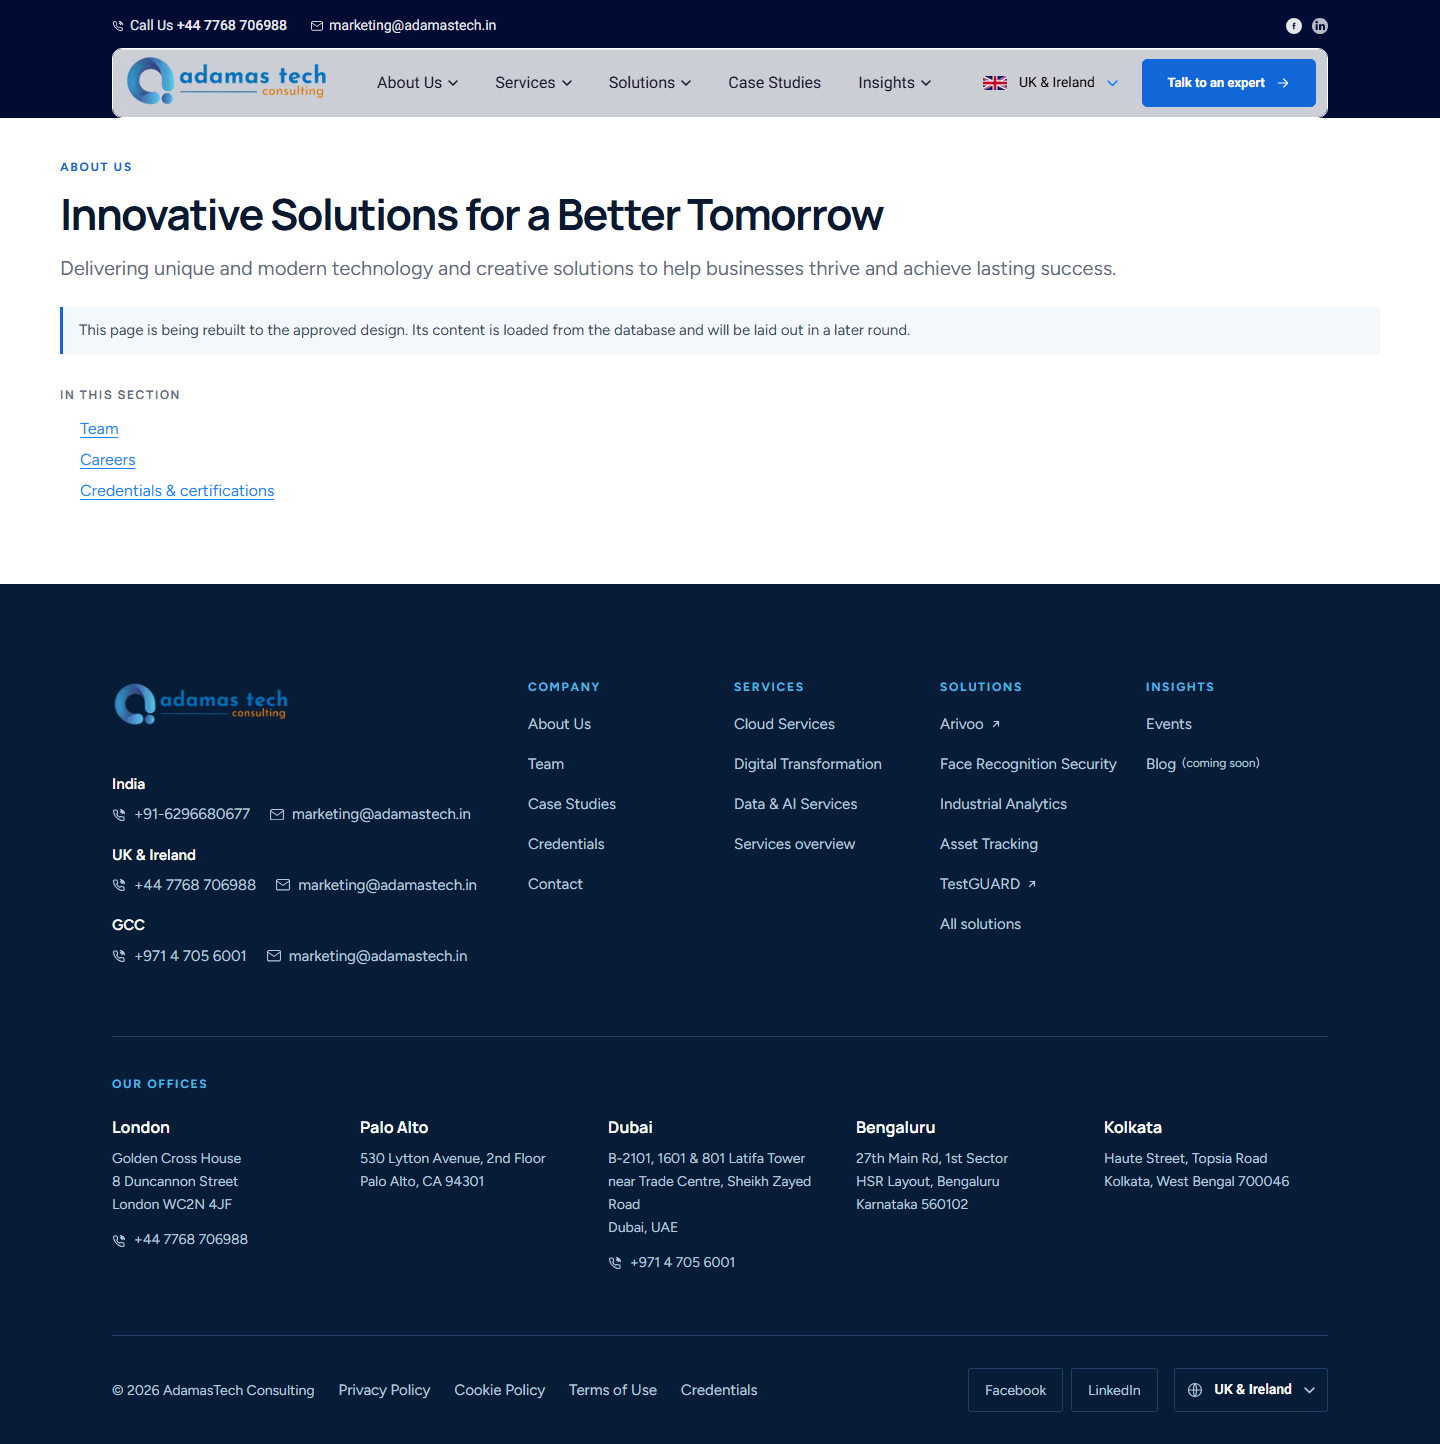 Call Us +44 7768 706988
marketing@adamastech.in
adamas tech
consulting
About Us
Services
Solutions
Case Studies
Insights
UK & Ireland
Talk to an expert
ABOUT US
Innovative Solutions for a Better Tomorrow
Delivering unique and modern technology and creative solutions to help businesses thrive and achieve lasting success.
This page is being rebuilt to the approved design. Its content is loaded from the database and will be laid out in a later round.
IN THIS SECTION
Team
Careers
Credentials & certifications
adamas tech
consulting
India
+91-6296680677
marketing@adamastech.in
UK & Ireland
+44 7768 706988
marketing@adamastech.in
GCC
+971 4 705 6001
marketing@adamastech.in
COMPANY
About Us
Team
Case Studies
Credentials
Contact
SERVICES
Cloud Services
Digital Transformation
Data & AI Services
Services overview
SOLUTIONS
Arivoo
Face Recognition Security
Industrial Analytics
Asset Tracking
TestGUARD
All solutions
INSIGHTS
Events
Blog (coming soon)
OUR OFFICES
London
Golden Cross House
8 Duncannon Street
London WC2N 4JF
+44 7768 706988
Palo Alto
530 Lytton Avenue, 2nd Floor
Palo Alto, CA 94301
Dubai
B-2101, 1601 & 801 Latifa Tower
near Trade Centre, Sheikh Zayed
Road
Dubai, UAE
+971 4 705 6001
Bengaluru
27th Main Rd, 1st Sector
HSR Layout, Bengaluru
Karnataka 560102
Kolkata
Haute Street, Topsia Road
Kolkata, West Bengal 700046
© 2026 AdamasTech Consulting
Privacy Policy
Cookie Policy
Terms of Use
Credentials
Facebook
LinkedIn
UK & Ireland